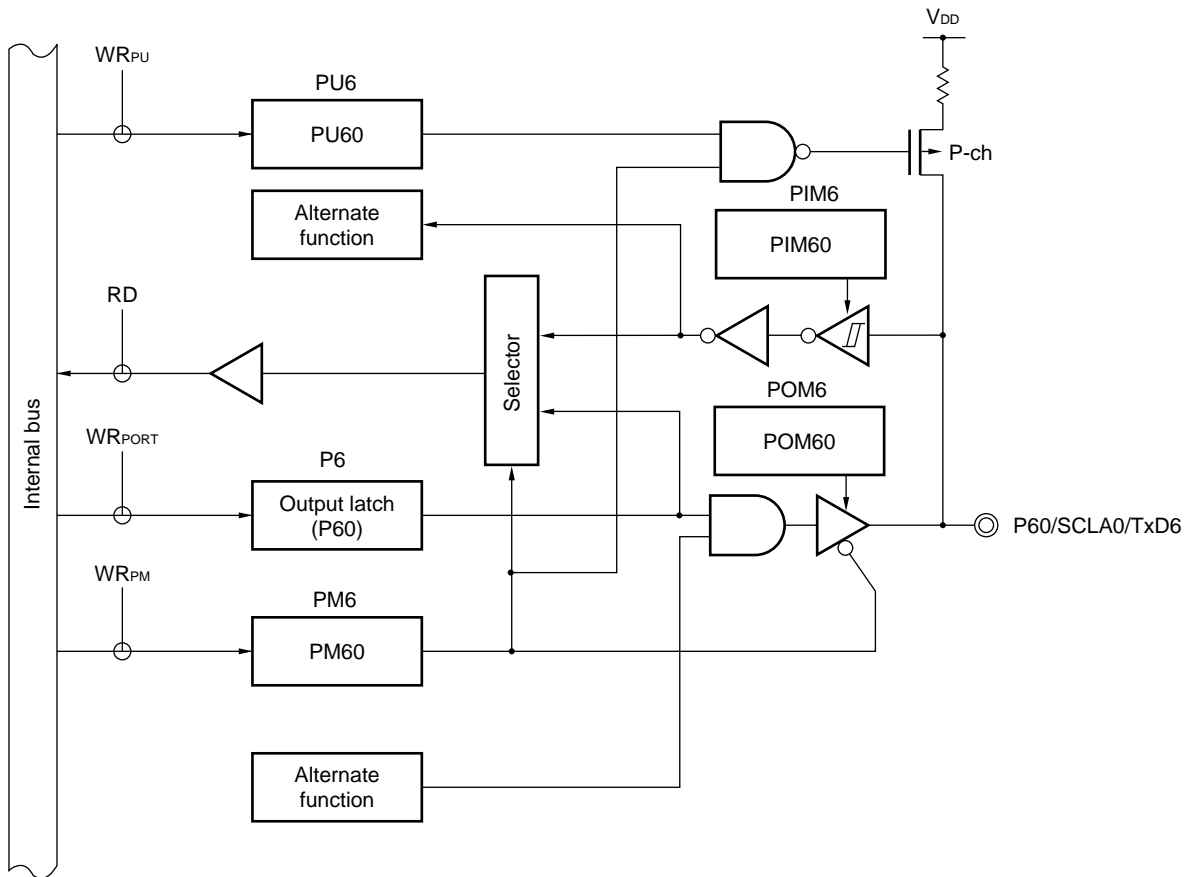 VDD
WRPU
PU6
PU60
P-ch
PIM6
PIM60
Alternate
function
RD
Selector
POM6
POM60
Internal bus
WRPORT
P6
Output latch
(P60)
P60/SCLA0/TxD6
WRPM
PM6
PM60
Alternate
function